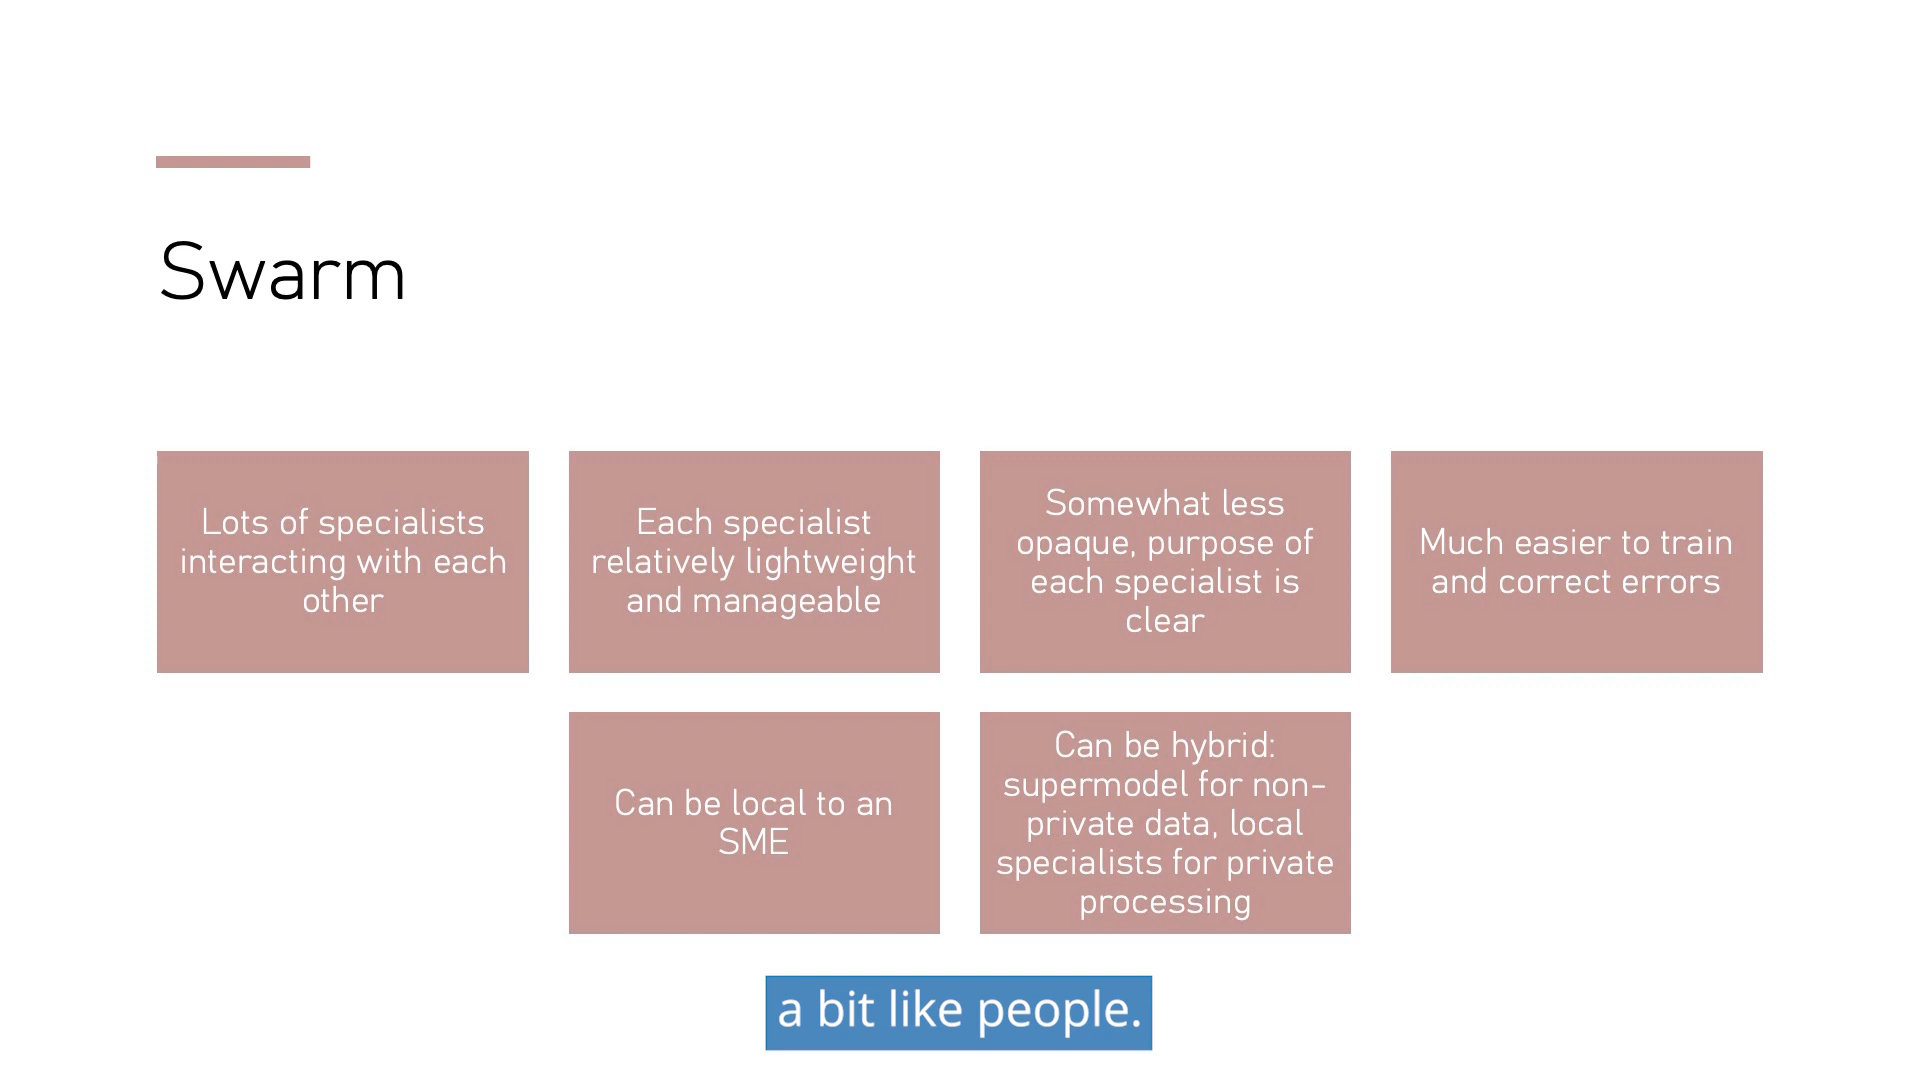 Swarm
Lots of specialists
interacting with each
other
Each specialist
relatively lightweight
and manageable
Somewhat less
opaque, purpose of
each specialist is
clear
Much easier to train
and correct errors
Can be local to an
SME
Can be hybrid:
supermodel for non-
private data, local
specialists for private
processing
a bit like people.